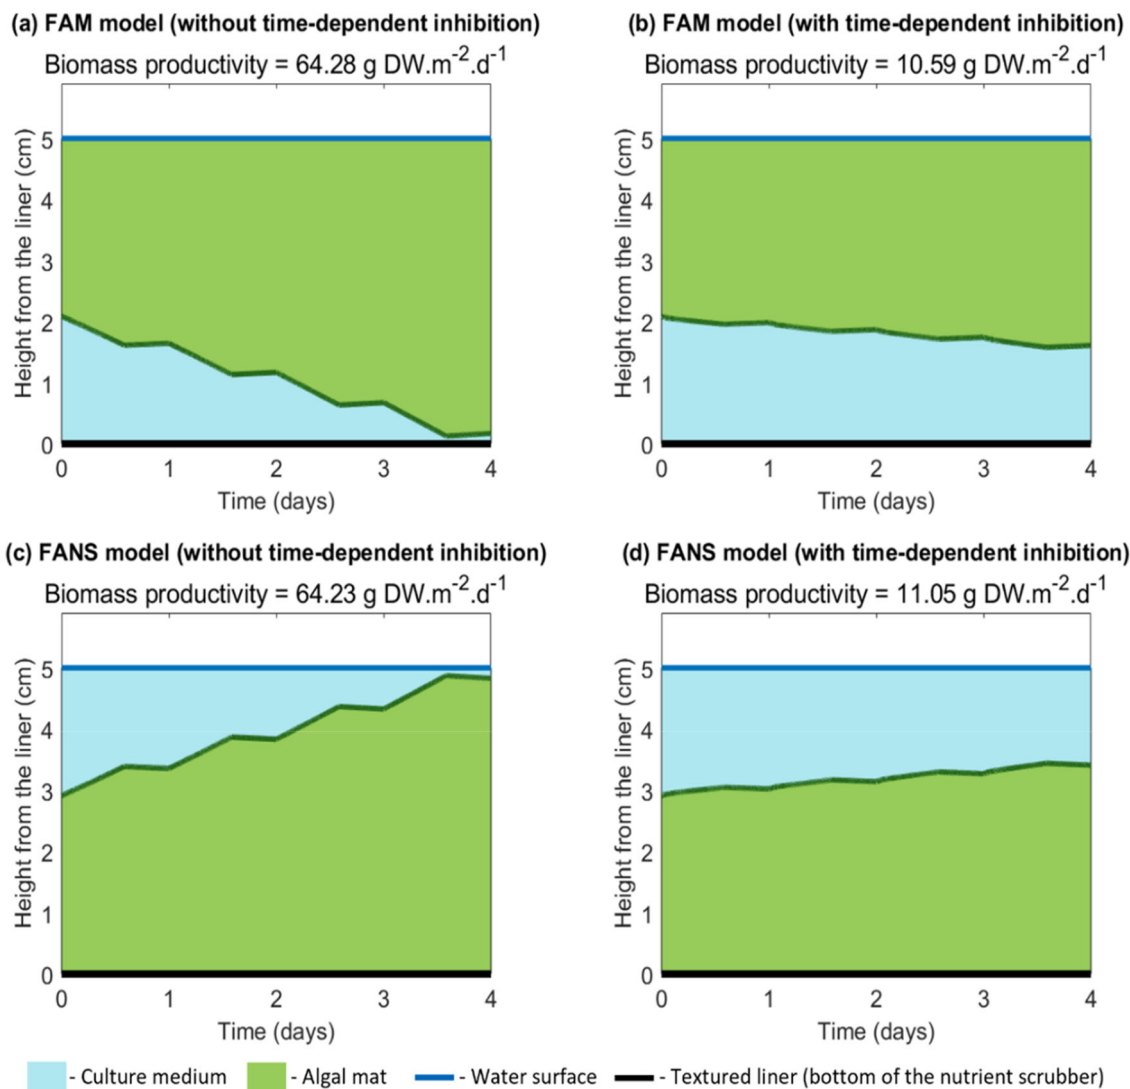 (a) FAM model (without time-dependent inhibition)
Biomass productivity = 64.28 g DW.m⁻².d⁻¹
Height from the liner (cm)
5
4
3
2
1
0
0 1 2 3 4
Time (days)
(b) FAM model (with time-dependent inhibition)
Biomass productivity = 10.59 g DW.m⁻².d⁻¹
Height from the liner (cm)
5
4
3
2
1
0
0 1 2 3 4
Time (days)
(c) FANS model (without time-dependent inhibition)
Biomass productivity = 64.23 g DW.m⁻².d⁻¹
Height from the liner (cm)
5
4
3
2
1
0
0 1 2 3 4
Time (days)
(d) FANS model (with time-dependent inhibition)
Biomass productivity = 11.05 g DW.m⁻².d⁻¹
Height from the liner (cm)
5
4
3
2
1
0
0 1 2 3 4
Time (days)
- Culture medium - Algal mat - Water surface - Textured liner (bottom of the nutrient scrubber)